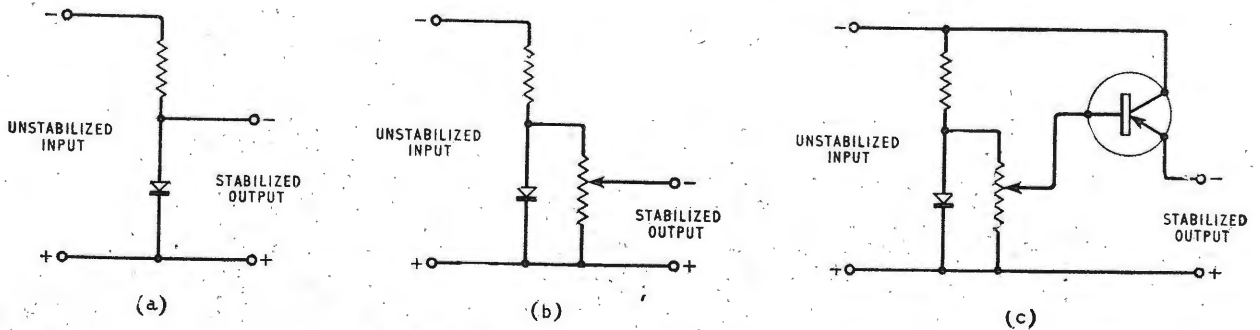 −
UNSTABILIZED
INPUT
−
STABILIZED
OUTPUT
+
+
(a)
−
UNSTABILIZED
INPUT
−
STABILIZED
OUTPUT
+
+
(b)
−
UNSTABILIZED
INPUT
−
STABILIZED
OUTPUT
+
+
(c)